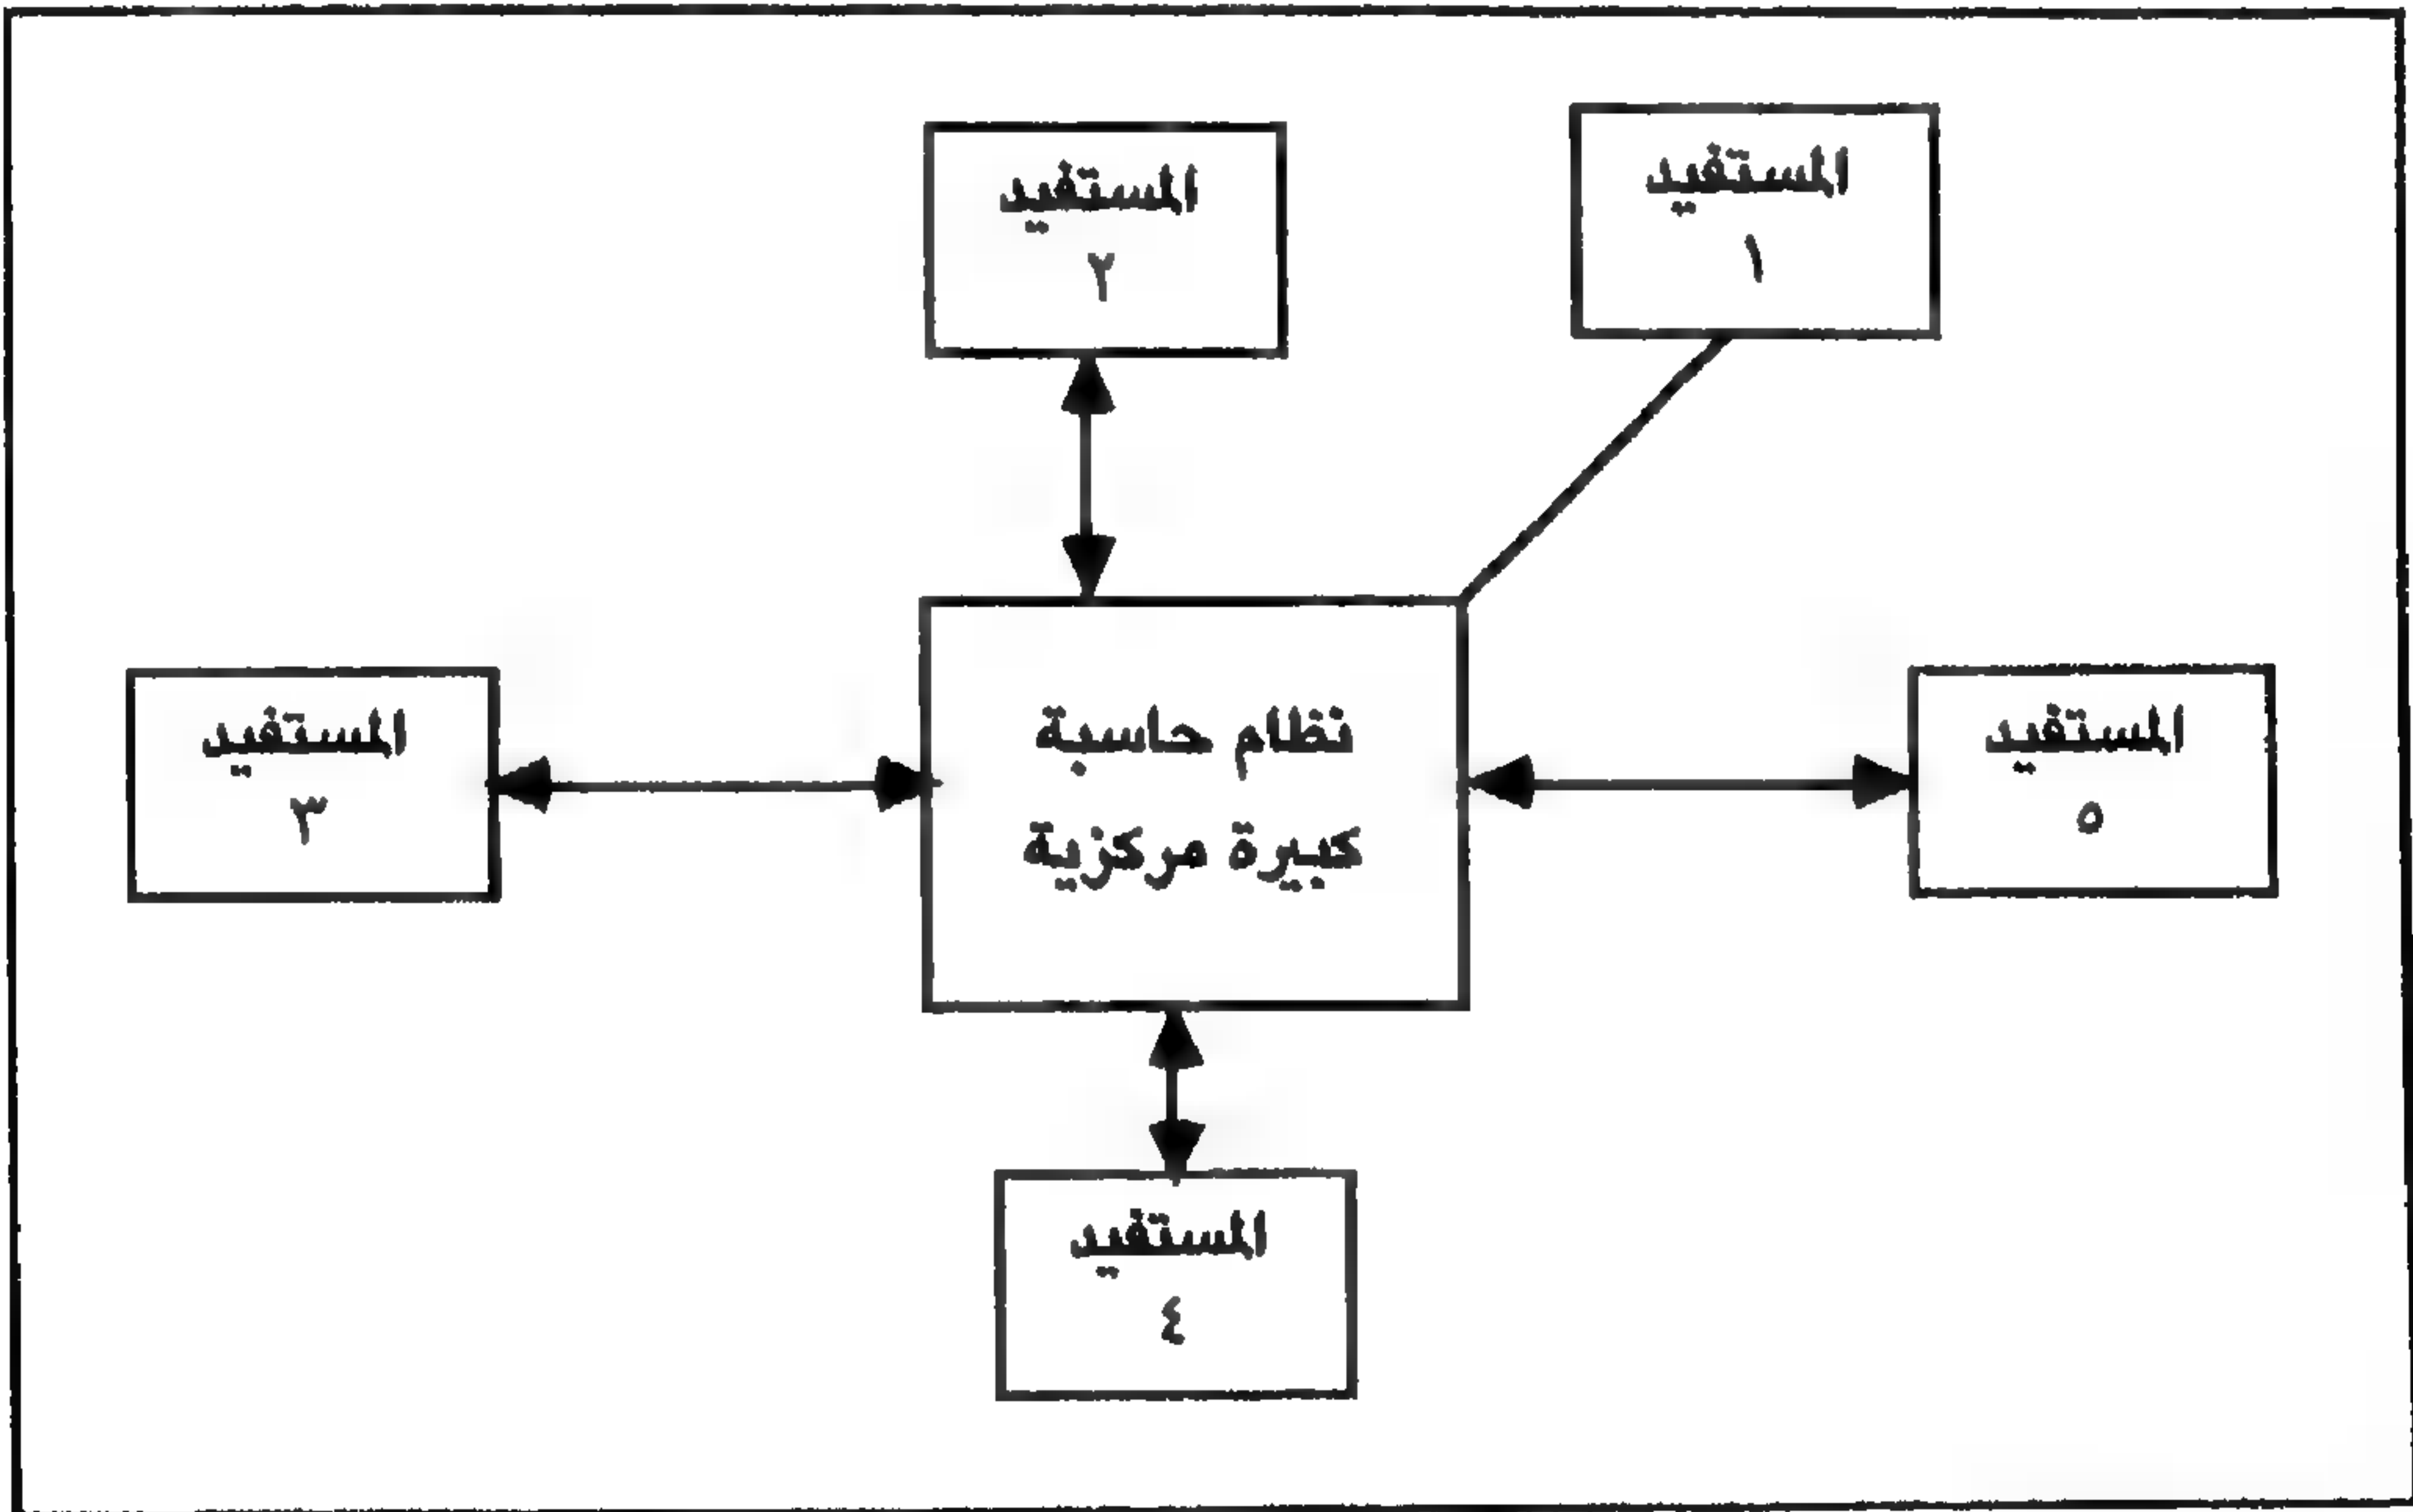 المستفيد
١
المستفيد
٢
المستفيد
٣
نظام حاسبة
كبيرة مركزية
المستفيد
٥
المستفيد
٤